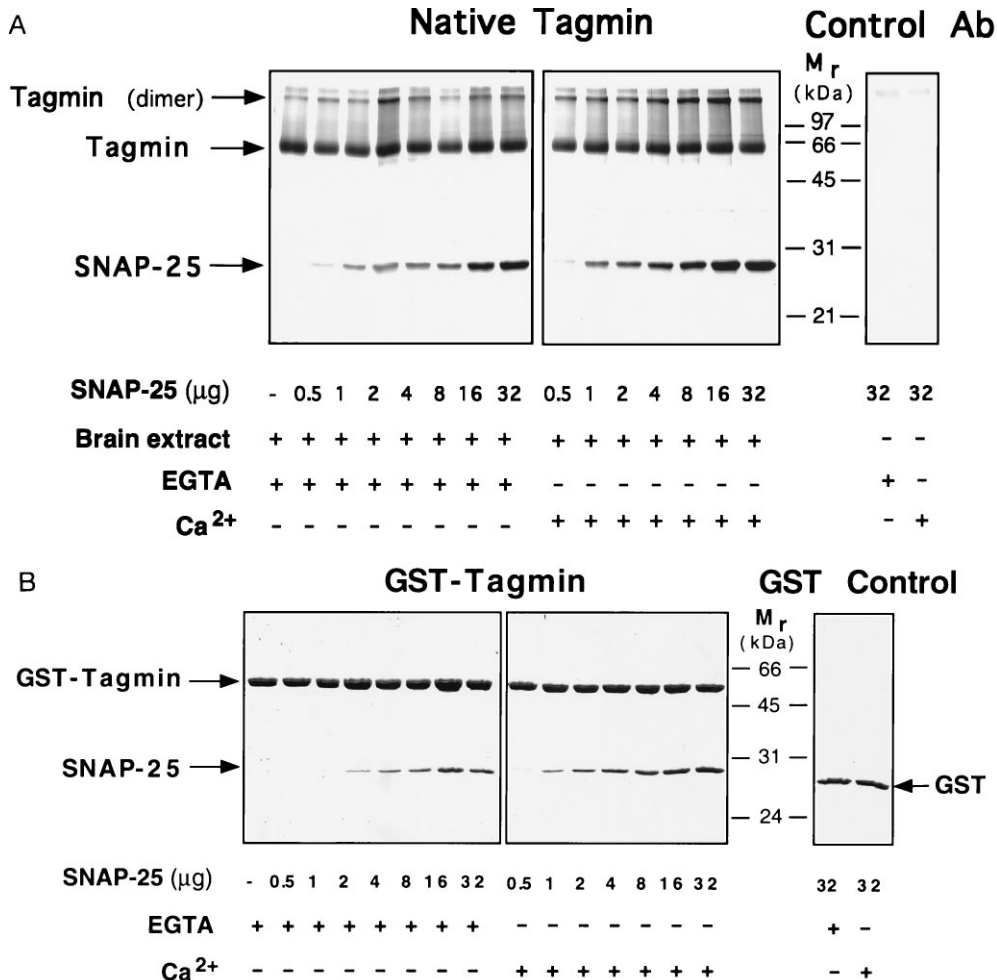 A
Native Tagmin
Control Ab
Tagmin (dimer)
Tagmin
SNAP-25
Mr
(kDa)
97
66
45
31
21
SNAP-25 (μg) - 0.5 1 2 4 8 16 32 0.5 1 2 4 8 16 32 32 32
Brain extract + + + + + + + + + + + + + + + - -
EGTA + + + + + + + + - - - - - - - + -
Ca2+ - - - - - - - - + + + + + + + - +
B
GST-Tagmin
GST Control
GST-Tagmin
SNAP-25
Mr
(kDa)
66
45
31
24
GST
SNAP-25 (μg) - 0.5 1 2 4 8 16 32 0.5 1 2 4 8 16 32 32 32
EGTA + + + + + + + + - - - - - - - + -
Ca2+ - - - - - - - - + + + + + + + - +